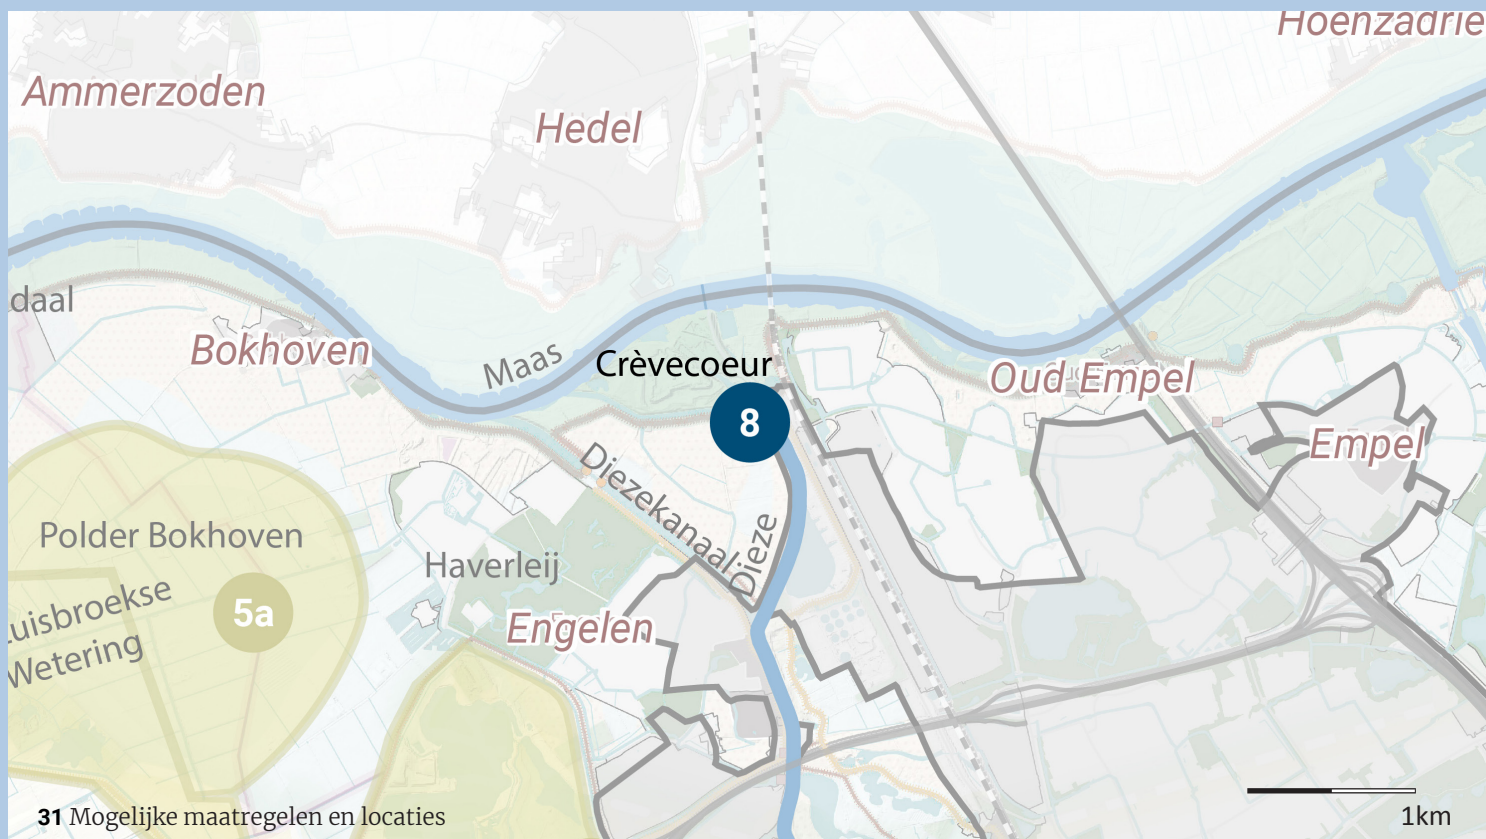 Hoenzadrie
Ammerzoden
Hedel
daal
Bokhoven
Maas
Crèvecoeur
Oud Empel
8
Empel
Diezekanaal
Dieze
Polder Bokhoven
Haverleij
uisbroekse
Wetering
5a
Engelen
31 Mogelijke maatregelen en locaties
1km